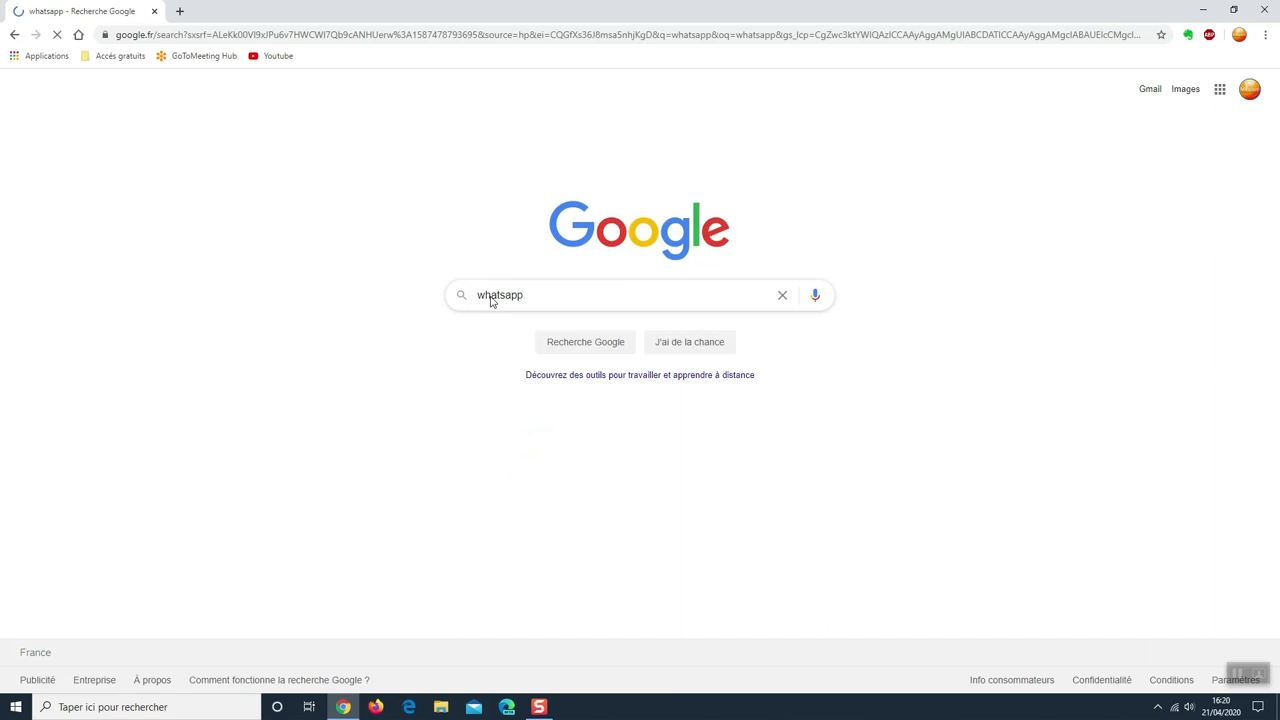 whatsapp - Recherche Google
google.fr/search?sxsrf=ALeKk00VI9xJPu6v7HWCWl7Qb9cANHUerw%3A1587478793695&source=hp&ei=CQGfXs36J8msa5nhjKgD&q=whatsapp&oq=whatsapp&gs_lcp=CgZwc3ktYWIQAzICCAAyAggAMgUIABCDATICCAAyAggAMgcIABAUEIcCMgcI...
Applications
Accés gratuits
GoToMeeting Hub
Youtube
Gmail
Images
Google
whatsapp
Recherche Google
J'ai de la chance
Découvrez des outils pour travailler et apprendre à distance
France
Publicité
Entreprise
À propos
Comment fonctionne la recherche Google ?
Info consommateurs
Confidentialité
Conditions
Paramètres
Taper ici pour rechercher
16:20
21/04/2020